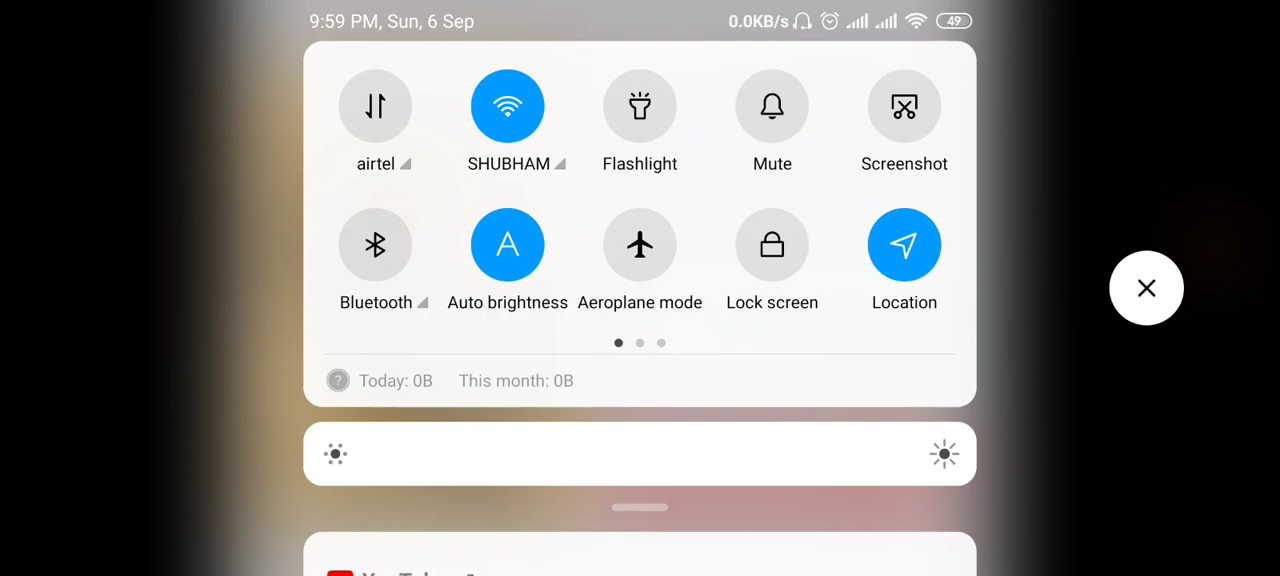 9:59 PM, Sun, 6 Sep 0.0KB/s 49
airtel SHUBHAM Flashlight Mute Screenshot
Bluetooth Auto brightness Aeroplane mode Lock screen Location
? Today: 0B This month: 0B